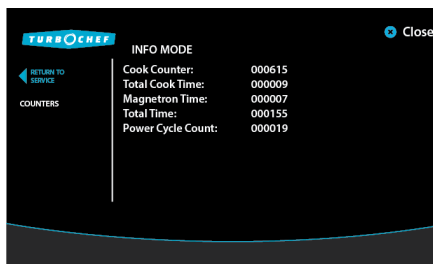 TURBOCHEF
Close
INFO MODE
RETURN TO
SERVICE
COUNTERS
Cook Counter: 000615
Total Cook Time: 000009
Magnetron Time: 000007
Total Time: 000155
Power Cycle Count: 000019